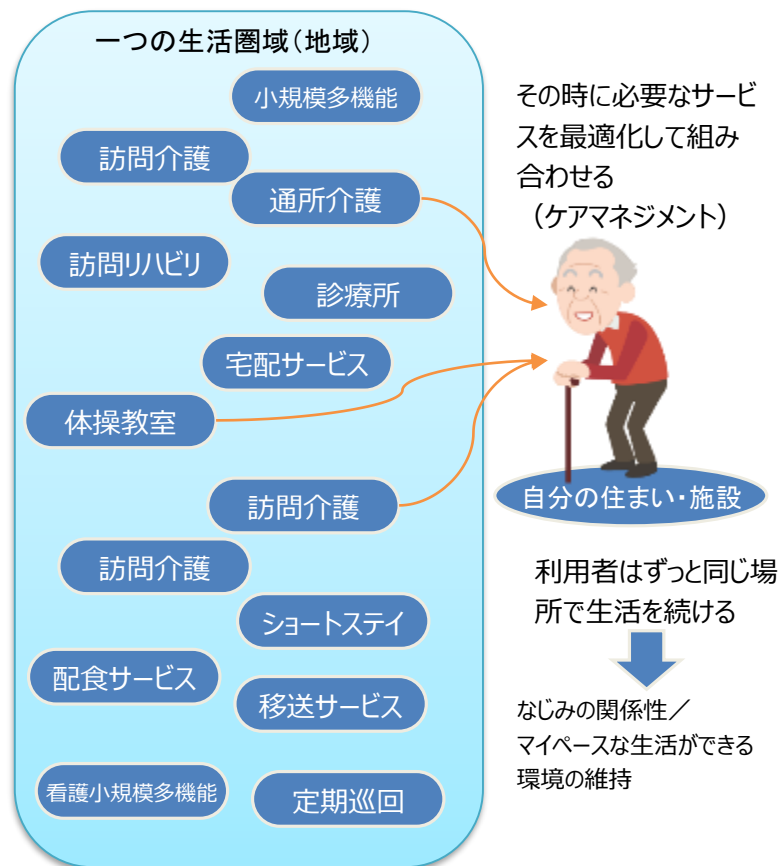 一つの生活圏域（地域）
小規模多機能
訪問介護
通所介護
訪問リハビリ
診療所
宅配サービス
体操教室
訪問介護
訪問介護
ショートステイ
配食サービス
移送サービス
看護小規模多機能
定期巡回
その時に必要なサービ
スを最適化して組み
合わせる
（ケアマネジメント）
自分の住まい・施設
利用者はずっと同じ場
所で生活を続ける
なじみの関係性／
マイペースな生活ができる
環境の維持